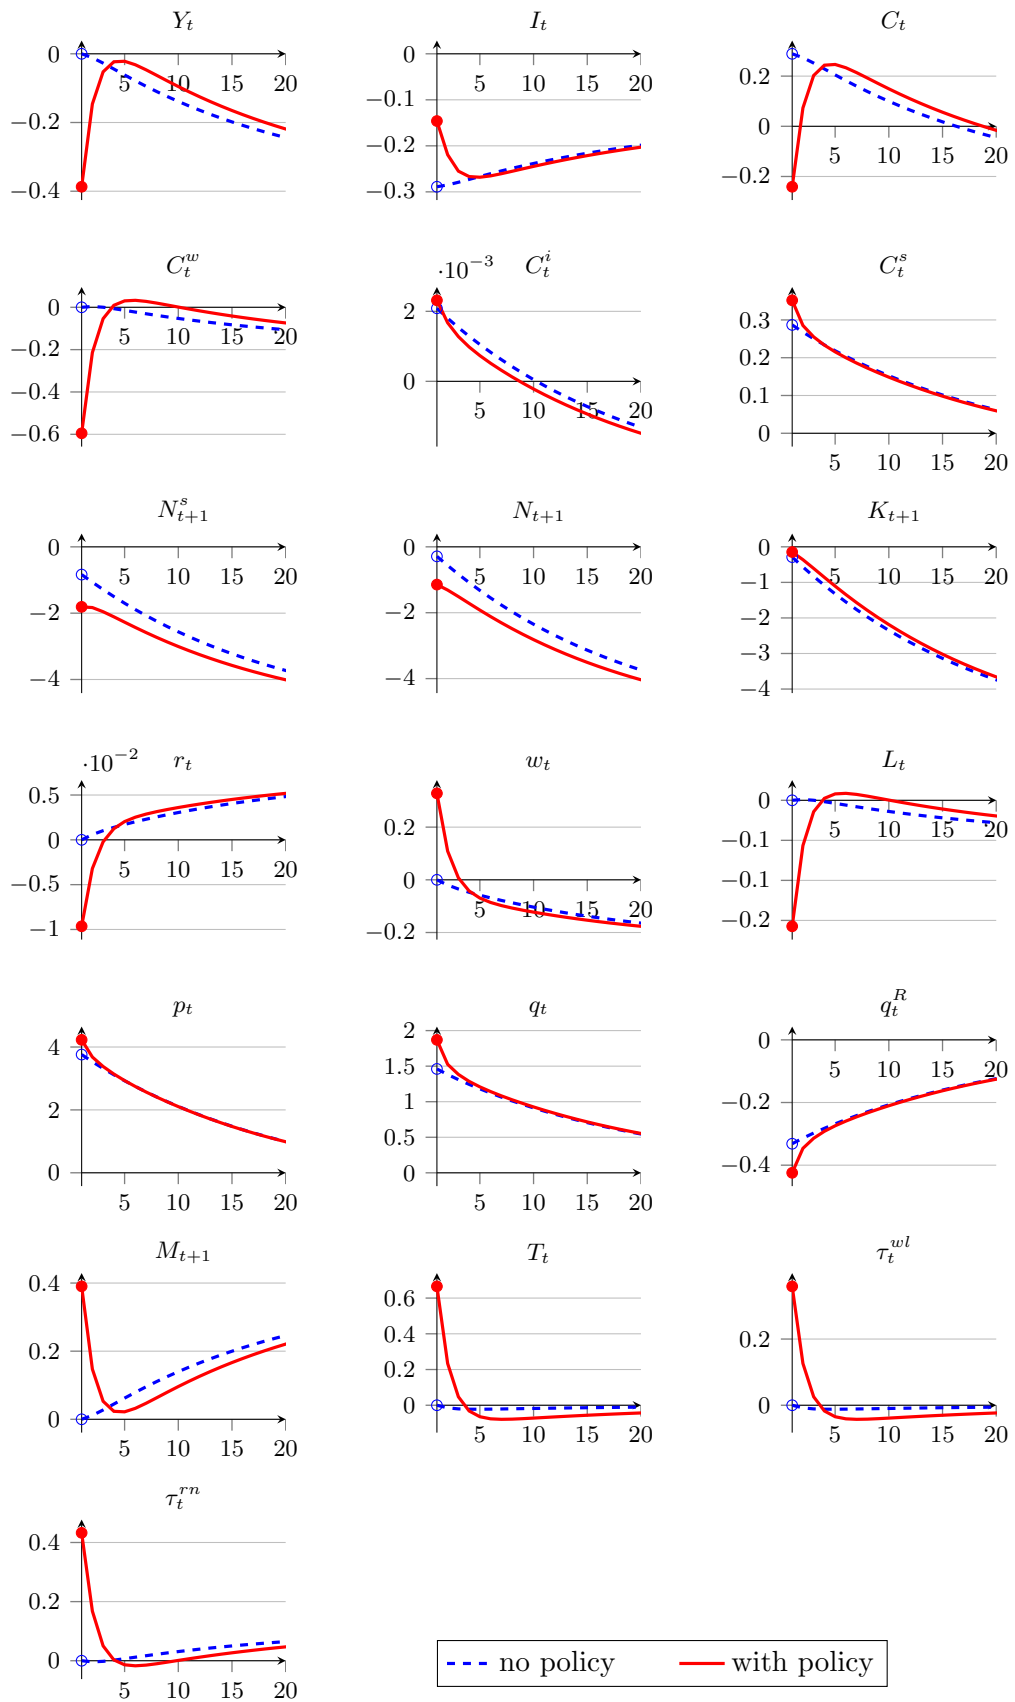 Y_t I_t C_t
0 −0.2 −0.4 5 10 15 20
0 −0.1 −0.2 −0.3 5 10 15 20
0.2 0 −0.2 5 10 15 20
C_t^w ·10^{−3} C_t^i C_t^s
0 −0.2 −0.4 −0.6 5 10 15 20
2 0 5 10 15 20
0.3 0.2 0.1 0 5 10 15 20
N_{t+1}^s N_{t+1} K_{t+1}
0 −2 −4 5 10 15 20
0 −2 −4 5 10 15 20
0 −1 −2 −3 −4 5 10 15 20
·10^{−2} r_t w_t L_t
0.5 0 −0.5 −1 5 10 15 20
0.2 0 −0.2 5 10 15 20
0 −0.1 −0.1 −0.2 5 10 15 20
p_t q_t q_t^R
4 2 0 5 10 15 20
2 1.5 1 0.5 0 5 10 15 20
0 −0.2 −0.4 5 10 15 20
M_{t+1} T_t τ_t^{wl}
0.4 0.2 0 5 10 15 20
0.6 0.4 0.2 0 5 10 15 20
0.2 0 5 10 15 20
τ_t^{rn}
0.4 0.2 0 5 10 15 20
no policy with policy